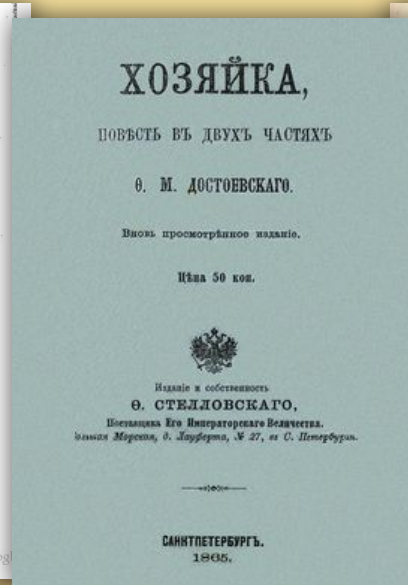 ХОЗЯЙКА,
ПОВѢСТЬ ВЪ ДВУХЪ ЧАСТЯХЪ
Ѳ. М. ДОСТОЕВСКАГО.
Вновь просмотрѣнное изданіе.
Цѣна 50 коп.
Изданіе и собственность
Ѳ. СТЕЛЛОВСКАГО,
Поставщика Его Императорскаго Величества.
Большая Морская, д. Лауферта, № 27, въ С. Петербургѣ.
САНКТПЕТЕРБУРГЪ.
1865.